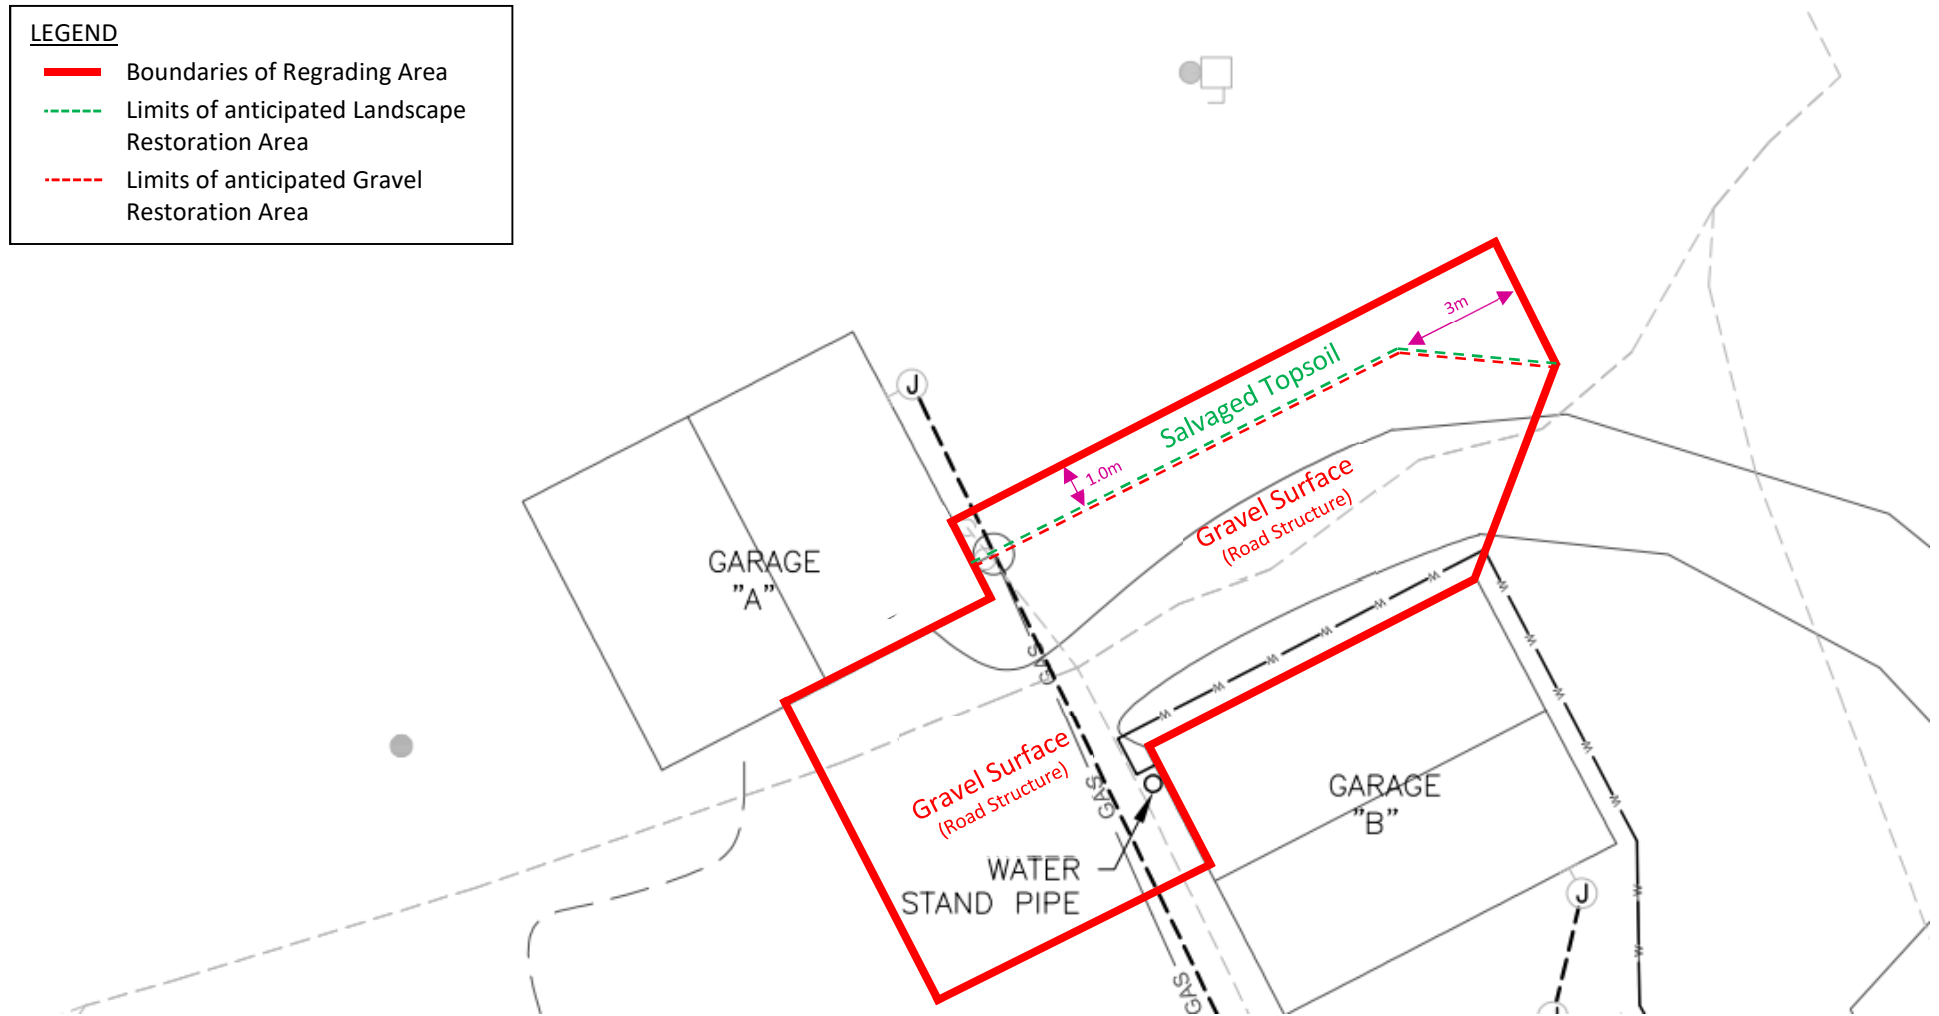 LEGEND
Boundaries of Regrading Area
Limits of anticipated Landscape
Restoration Area
Limits of anticipated Gravel
Restoration Area
3m
Salvaged Topsoil
J
1.0m
Gravel Surface
(Road Structure)
GARAGE
"A"
W
W
W
W
W
W
W
W
W
W
W
W
W
GAS
GAS
Gravel Surface
(Road Structure)
GAS
GARAGE
"B"
WATER
STAND PIPE
J
GAS
J